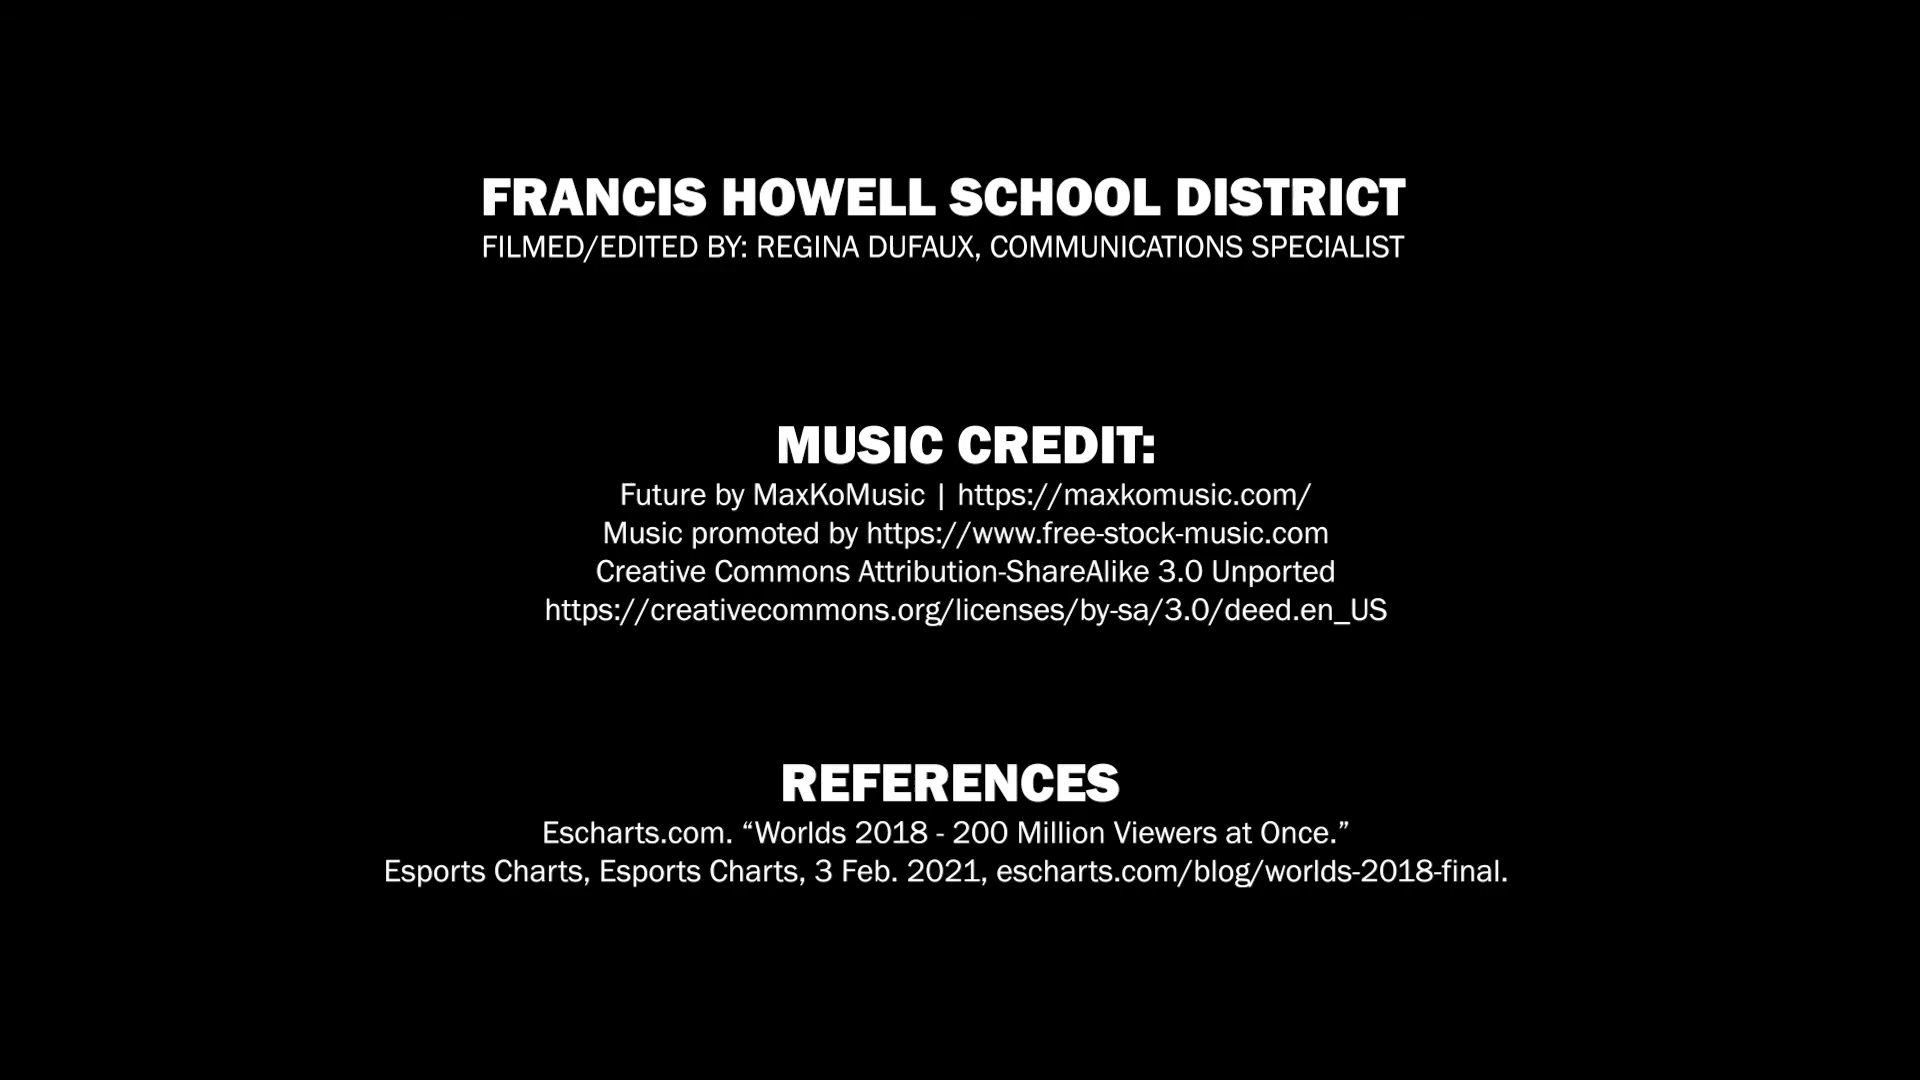 FRANCIS HOWELL SCHOOL DISTRICT
FILMED/EDITED BY: REGINA DUFAUX, COMMUNICATIONS SPECIALIST
MUSIC CREDIT:
Future by MaxKoMusic | https://maxkomusic.com/
Music promoted by https://www.free-stock-music.com
Creative Commons Attribution-ShareAlike 3.0 Unported
https://creativecommons.org/licenses/by-sa/3.0/deed.en_US
REFERENCES
Escharts.com. “Worlds 2018 - 200 Million Viewers at Once.”
Esports Charts, Esports Charts, 3 Feb. 2021, escharts.com/blog/worlds-2018-final.